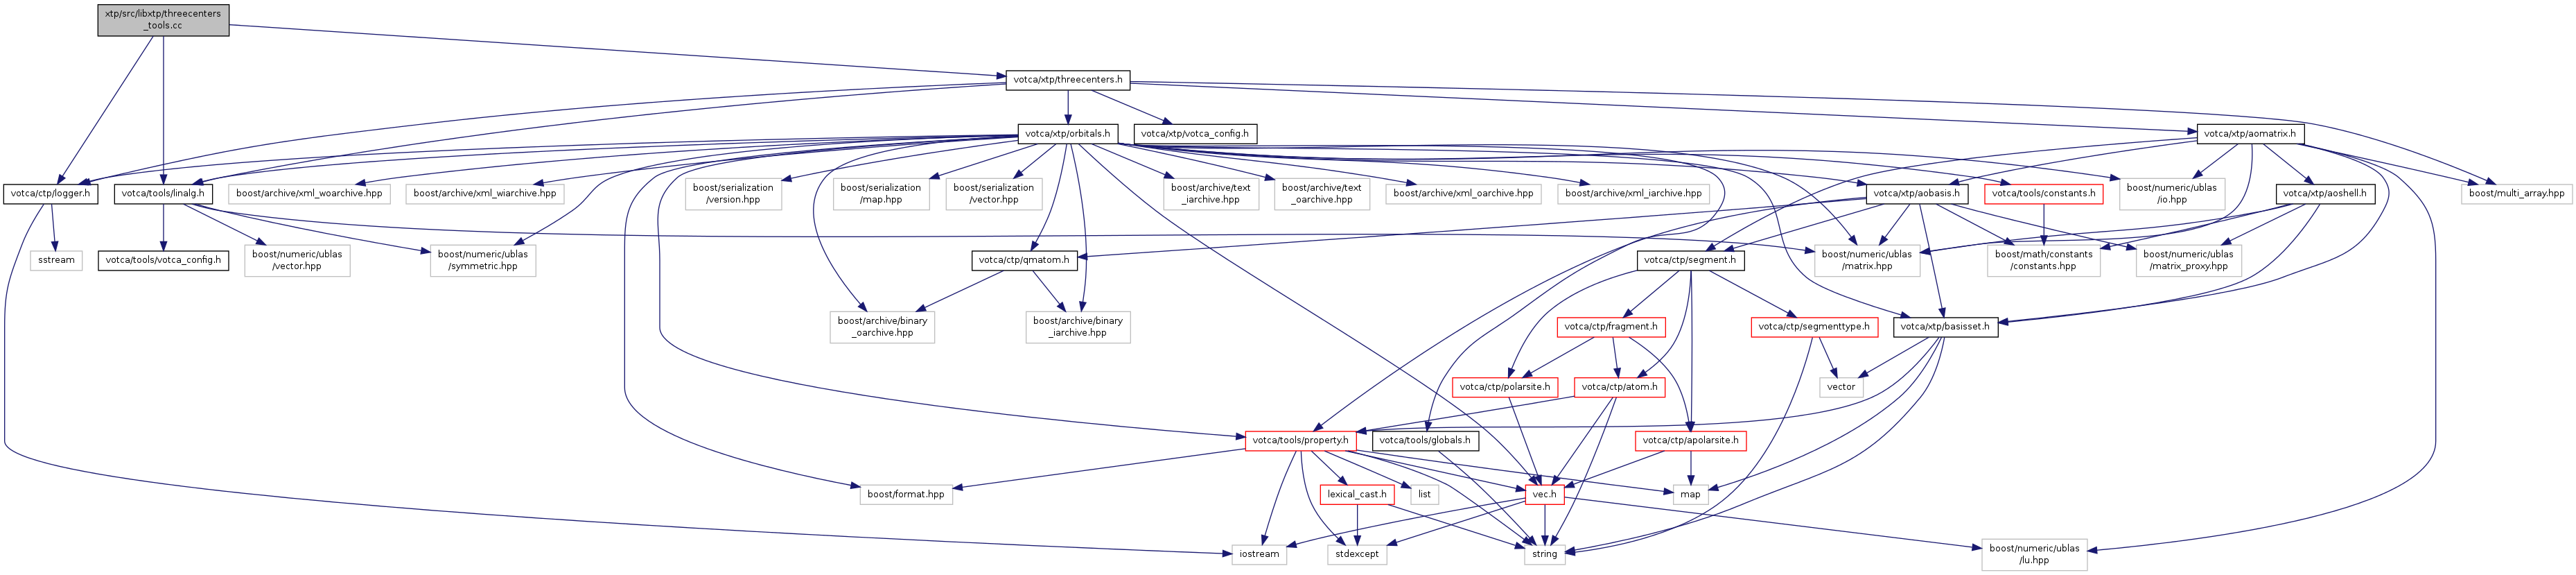 xtp/src/libxtp/threecenters
_tools.cc
votca/xtp/threecenters.h
votca/xtp/orbitals.h
votca/xtp/votca_config.h
votca/xtp/aomatrix.h
votca/ctp/logger.h
votca/tools/linalg.h
boost/archive/xml_woarchive.hpp
boost/archive/xml_wiarchive.hpp
boost/serialization
/version.hpp
boost/serialization
/map.hpp
boost/serialization
/vector.hpp
boost/archive/text
_iarchive.hpp
boost/archive/text
_oarchive.hpp
boost/archive/xml_oarchive.hpp
boost/archive/xml_iarchive.hpp
votca/xtp/aobasis.h
votca/tools/constants.h
boost/numeric/ublas
/io.hpp
votca/xtp/aoshell.h
boost/multi_array.hpp
sstream
votca/tools/votca_config.h
boost/numeric/ublas
/vector.hpp
boost/numeric/ublas
/symmetric.hpp
votca/ctp/qmatom.h
votca/ctp/segment.h
boost/numeric/ublas
/matrix.hpp
boost/math/constants
/constants.hpp
boost/numeric/ublas
/matrix_proxy.hpp
boost/archive/binary
_oarchive.hpp
boost/archive/binary
_iarchive.hpp
votca/ctp/fragment.h
votca/ctp/segmenttype.h
votca/xtp/basisset.h
votca/ctp/polarsite.h
votca/ctp/atom.h
vector
votca/tools/property.h
votca/tools/globals.h
votca/ctp/apolarsite.h
boost/format.hpp
lexical_cast.h
list
vec.h
map
iostream
stdexcept
string
boost/numeric/ublas
/lu.hpp